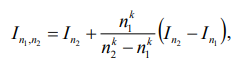 $I_{n_1,n_2} = I_{n_2} + \frac{n_1^k}{n_2^k - n_1^k}\left(I_{n_2} - I_{n_1}\right),$